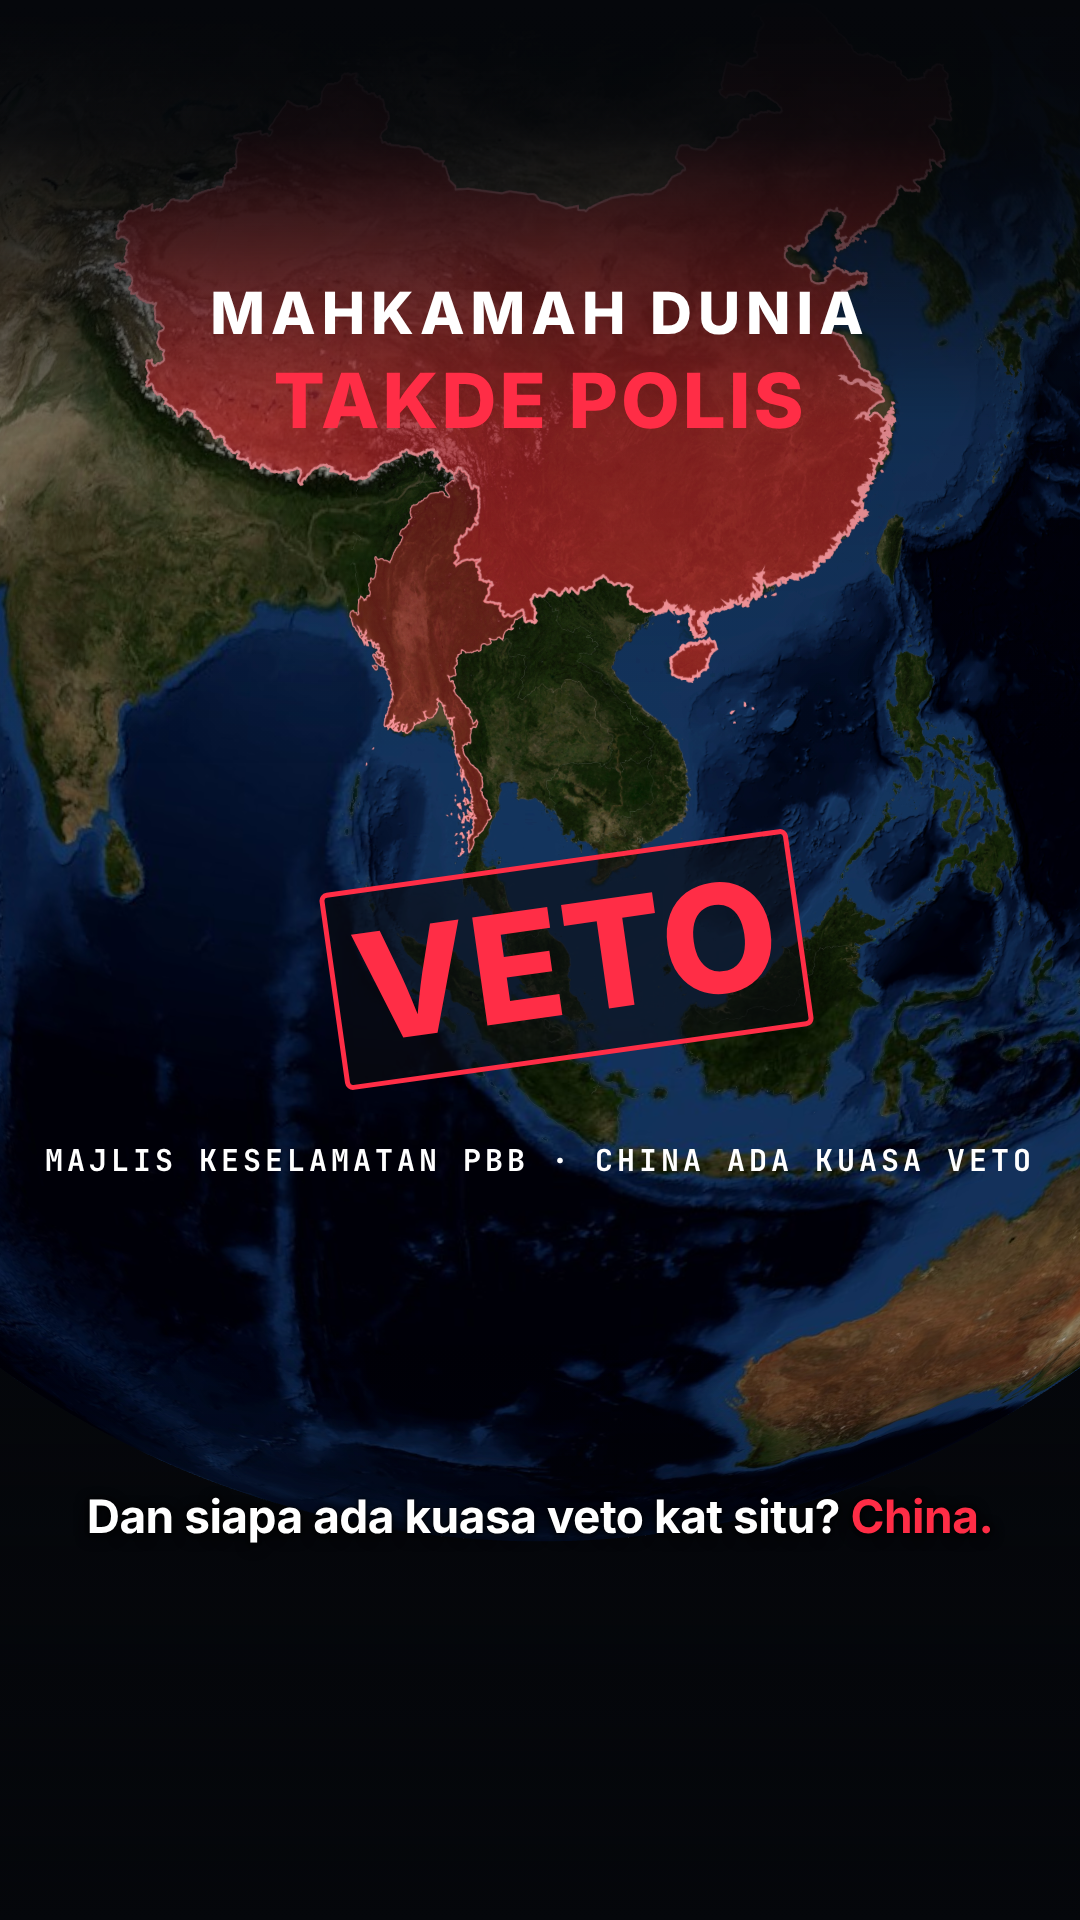 MAHKAMAH DUNIA
TAKDE POLIS
VETO
MAJLIS KESELAMATAN PBB · CHINA ADA KUASA VETO
Dan siapa ada kuasa veto kat situ? China.